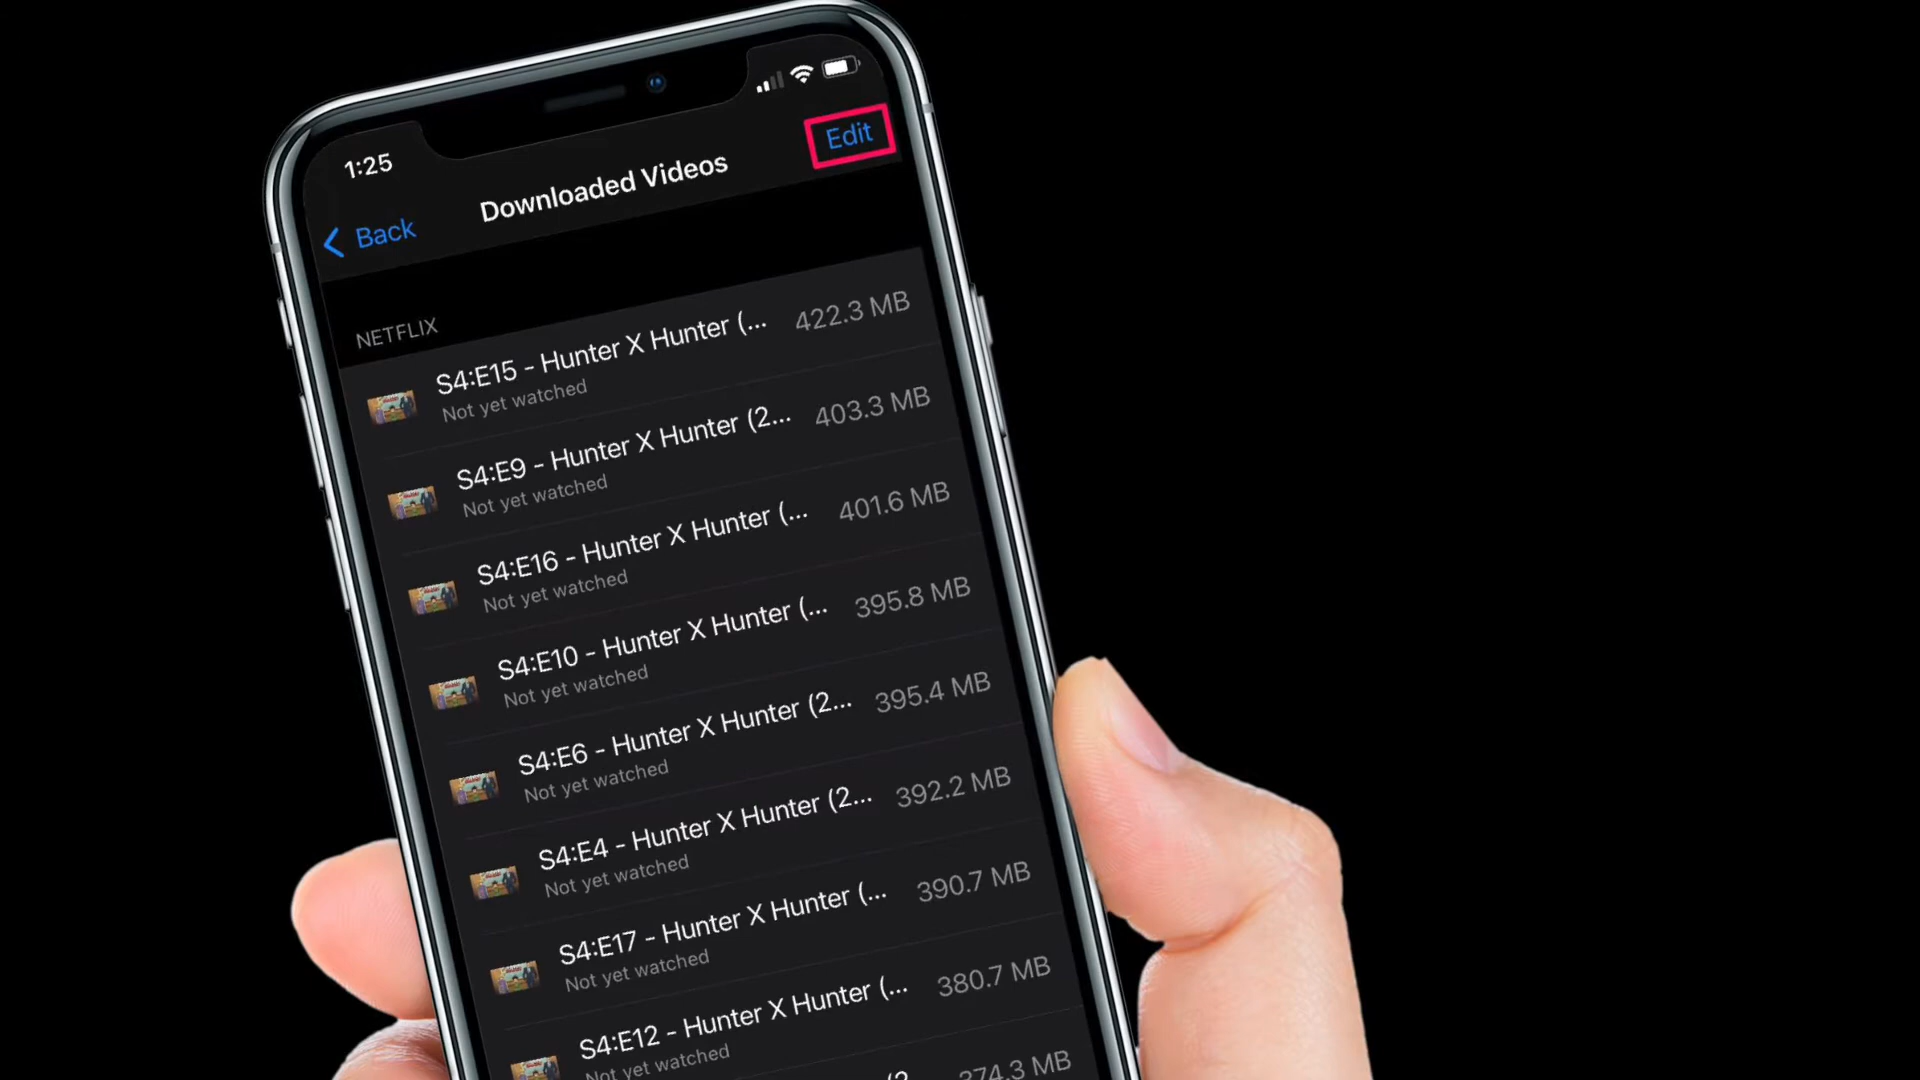 1:25
Edit
Back
Downloaded Videos
NETFLIX
S4:E15 - Hunter X Hunter (... 422.3 MB
Not yet watched
S4:E9 - Hunter X Hunter (2... 403.3 MB
Not yet watched
S4:E16 - Hunter X Hunter (... 401.6 MB
Not yet watched
S4:E10 - Hunter X Hunter (... 395.8 MB
Not yet watched
S4:E6 - Hunter X Hunter (2... 395.4 MB
Not yet watched
S4:E4 - Hunter X Hunter (2... 392.2 MB
Not yet watched
S4:E17 - Hunter X Hunter (... 390.7 MB
Not yet watched
S4:E12 - Hunter X Hunter (... 380.7 MB
Not yet watched
(2 374.3 MB